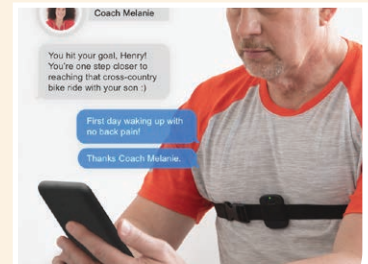 Coach Melanie
You hit your goal, Henry!
You're one step closer to
reaching that cross-country
bike ride with your son :)
First day waking up with
no back pain!
Thanks Coach Melanie.